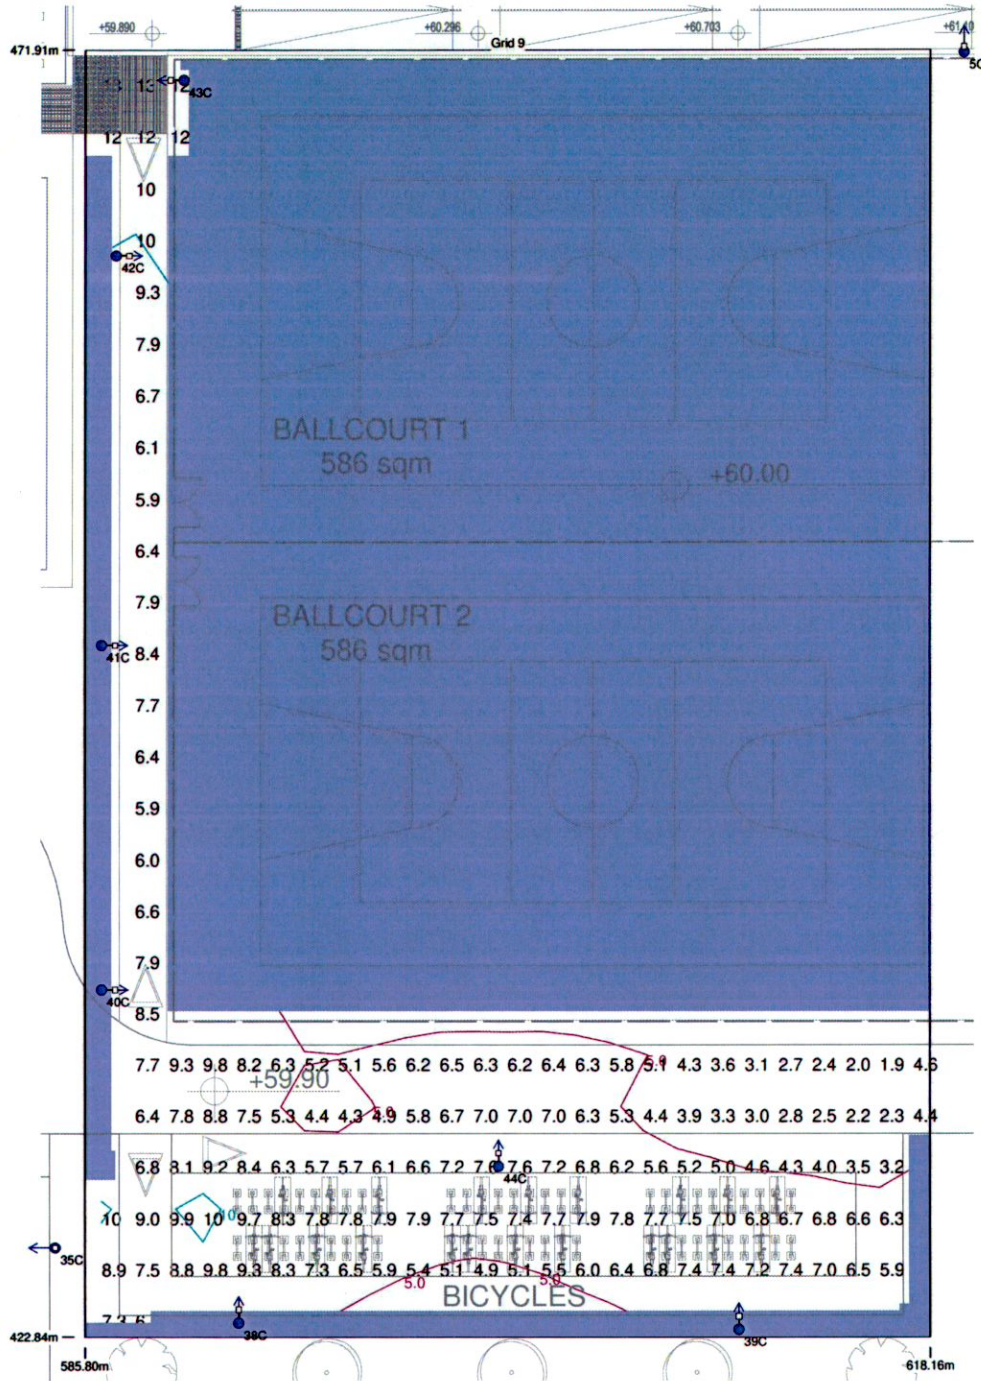 +59.890 +60.296 +60.703
471.91m Grid 9
43C
12 12 12
10
10
42C
9.3
7.9
6.7
6.1
BALLCOURT 1
586 sqm
+60.00
5.9
6.4
7.9
BALLCOURT 2
586 sqm
41C
8.4
7.7
6.4
5.9
6.0
6.6
7.9
40C
8.5
7.7 9.3 9.8 8.2 6.3 5.2 5.1 5.6 6.2 6.5 6.3 6.2 6.4 6.3 5.8 5.1 4.3 3.6 3.1 2.7 2.4 2.0 1.9 4.6
5.0
+59.90
6.4 7.8 8.8 7.5 5.3 4.4 4.3 4.9 5.8 6.7 7.0 7.0 7.0 6.3 5.3 4.4 3.9 3.3 3.0 2.8 2.5 2.2 2.3 4.4
5.0
6.8 8.1 9.2 8.4 6.3 5.7 5.7 6.1 6.6 7.2 7.6 7.6 7.2 6.8 6.2 5.6 5.2 5.0 4.6 4.3 4.0 3.5 3.2
44C
10 9.0 9.9 10 9.7 8.3 7.8 7.8 7.9 7.9 7.7 7.5 7.4 7.7 7.9 7.8 7.7 7.5 7.0 6.8 6.7 6.8 6.6 6.3
10
35C
8.9 7.5 8.8 9.8 9.3 8.3 7.3 6.5 5.9 5.4 5.1 4.9 5.1 5.5 6.0 6.4 6.8 7.4 7.4 7.2 7.4 7.0 6.5 5.9
5.0 5.0
BICYCLES
38C 39C
422.84m
585.80m 618.16m